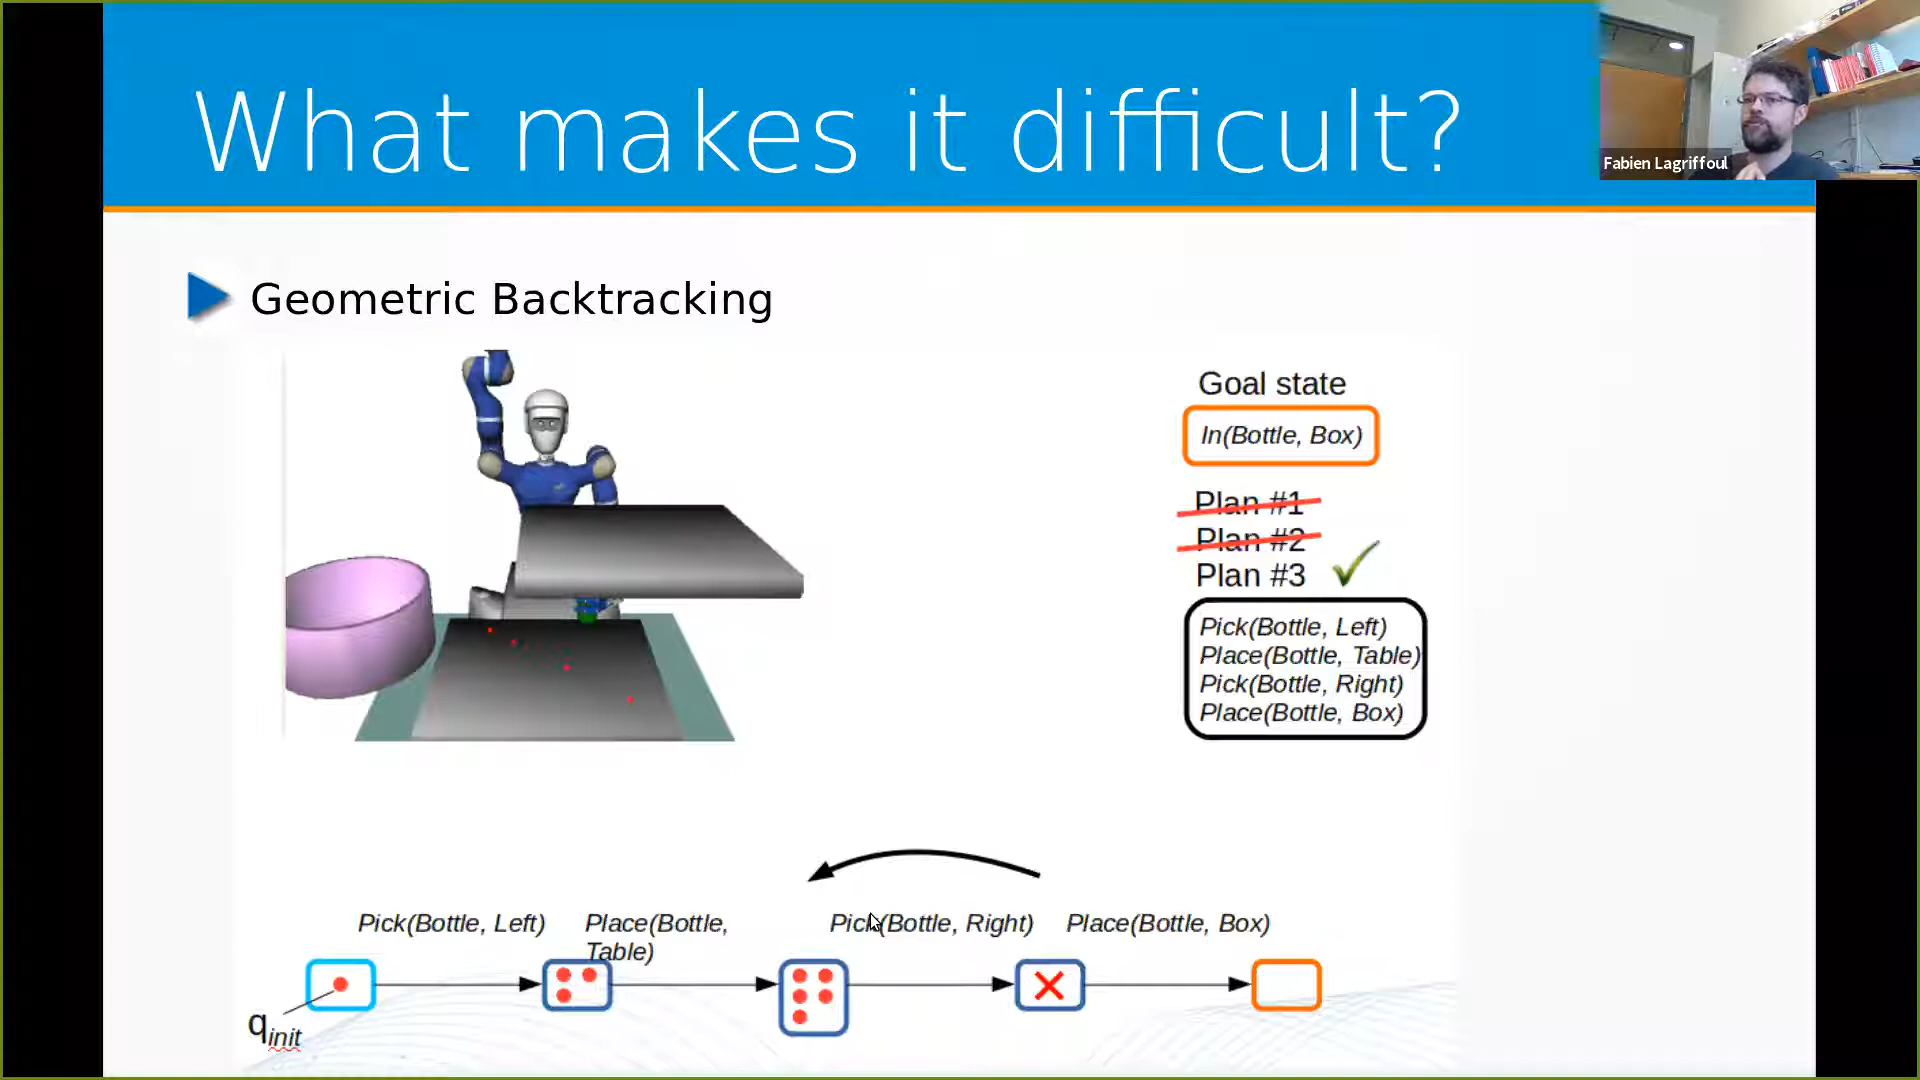 What makes it difficult?
Fabien Lagriffoul
Geometric Backtracking
Goal state
In(Bottle, Box)
Plan #1
Plan #2
Plan #3
Pick(Bottle, Left)
Place(Bottle, Table)
Pick(Bottle, Right)
Place(Bottle, Box)
Pick(Bottle, Left)
Place(Bottle,
Table)
Pick(Bottle, Right)
Place(Bottle, Box)
qinit